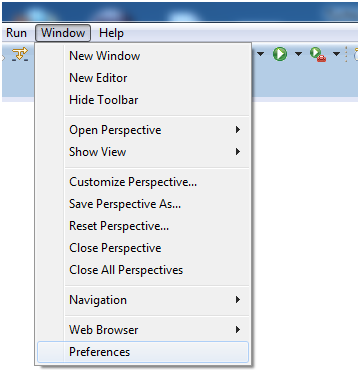 Run Window Help
New Window
New Editor
Hide Toolbar
Open Perspective
Show View
Customize Perspective...
Save Perspective As...
Reset Perspective...
Close Perspective
Close All Perspectives
Navigation
Web Browser
Preferences